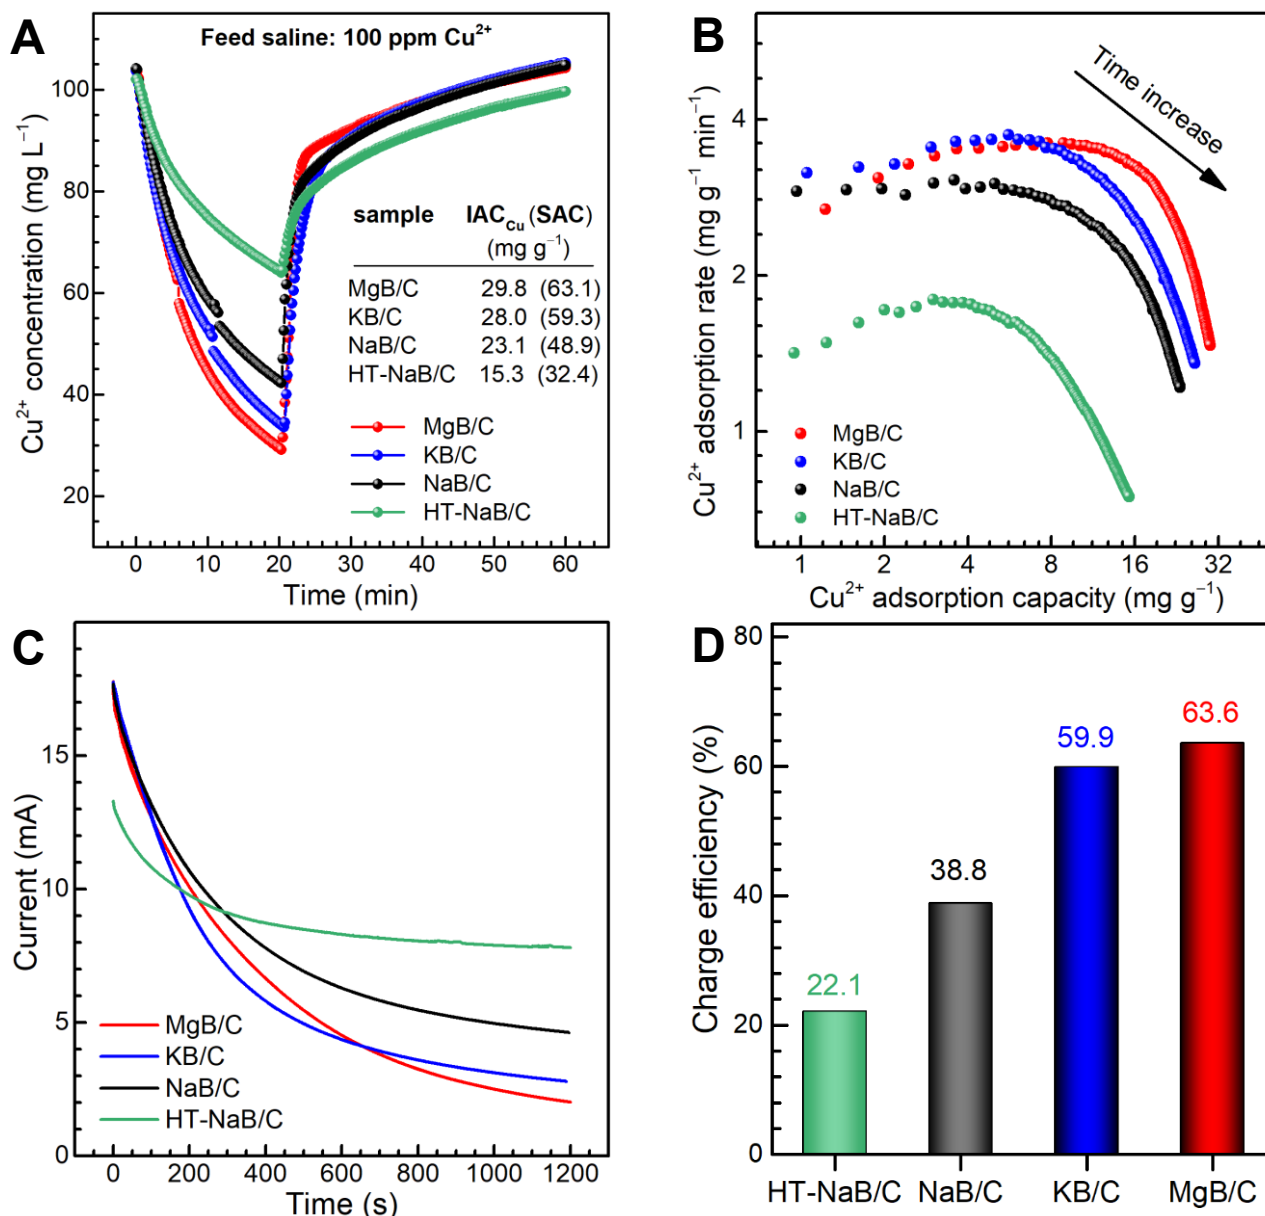 A
Feed saline: 100 ppm Cu²⁺
Cu²⁺ concentration (mg L⁻¹)
100
80
60
40
20
sample IAC_Cu (SAC)
(mg g⁻¹)
MgB/C 29.8 (63.1)
KB/C 28.0 (59.3)
NaB/C 23.1 (48.9)
HT-NaB/C 15.3 (32.4)
MgB/C
KB/C
NaB/C
HT-NaB/C
0 10 20 30 40 50 60
Time (min)
B
Time increase
Cu²⁺ adsorption rate (mg g⁻¹ min⁻¹)
4
2
1
MgB/C
KB/C
NaB/C
HT-NaB/C
1 2 4 8 16 32
Cu²⁺ adsorption capacity (mg g⁻¹)
C
Current (mA)
15
10
5
0
MgB/C
KB/C
NaB/C
HT-NaB/C
0 200 400 600 800 1000 1200
Time (s)
D
Charge efficiency (%)
80
60
40
20
0
22.1
38.8
59.9
63.6
HT-NaB/C NaB/C KB/C MgB/C